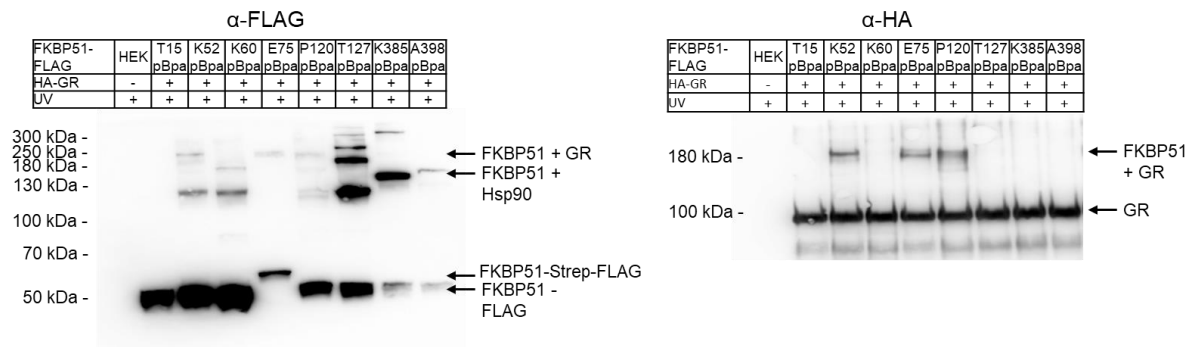 α-FLAG
FKBP51-FLAG HEK T15 pBpa K52 pBpa K60 pBpa E75 pBpa P120 pBpa T127 pBpa K385 pBpa A398 pBpa
HA-GR - + + + + + + + +
UV + + + + + + + + +
300 kDa -
250 kDa -
180 kDa -
130 kDa -
100 kDa -
70 kDa -
50 kDa -
FKBP51 + GR
FKBP51 +
Hsp90
FKBP51-Strep-FLAG
FKBP51 -
FLAG
α-HA
FKBP51-FLAG HEK T15 pBpa K52 pBpa K60 pBpa E75 pBpa P120 pBpa T127 pBpa K385 pBpa A398 pBpa
HA-GR - + + + + + + + +
UV + + + + + + + + +
180 kDa -
100 kDa -
FKBP51
+ GR
GR